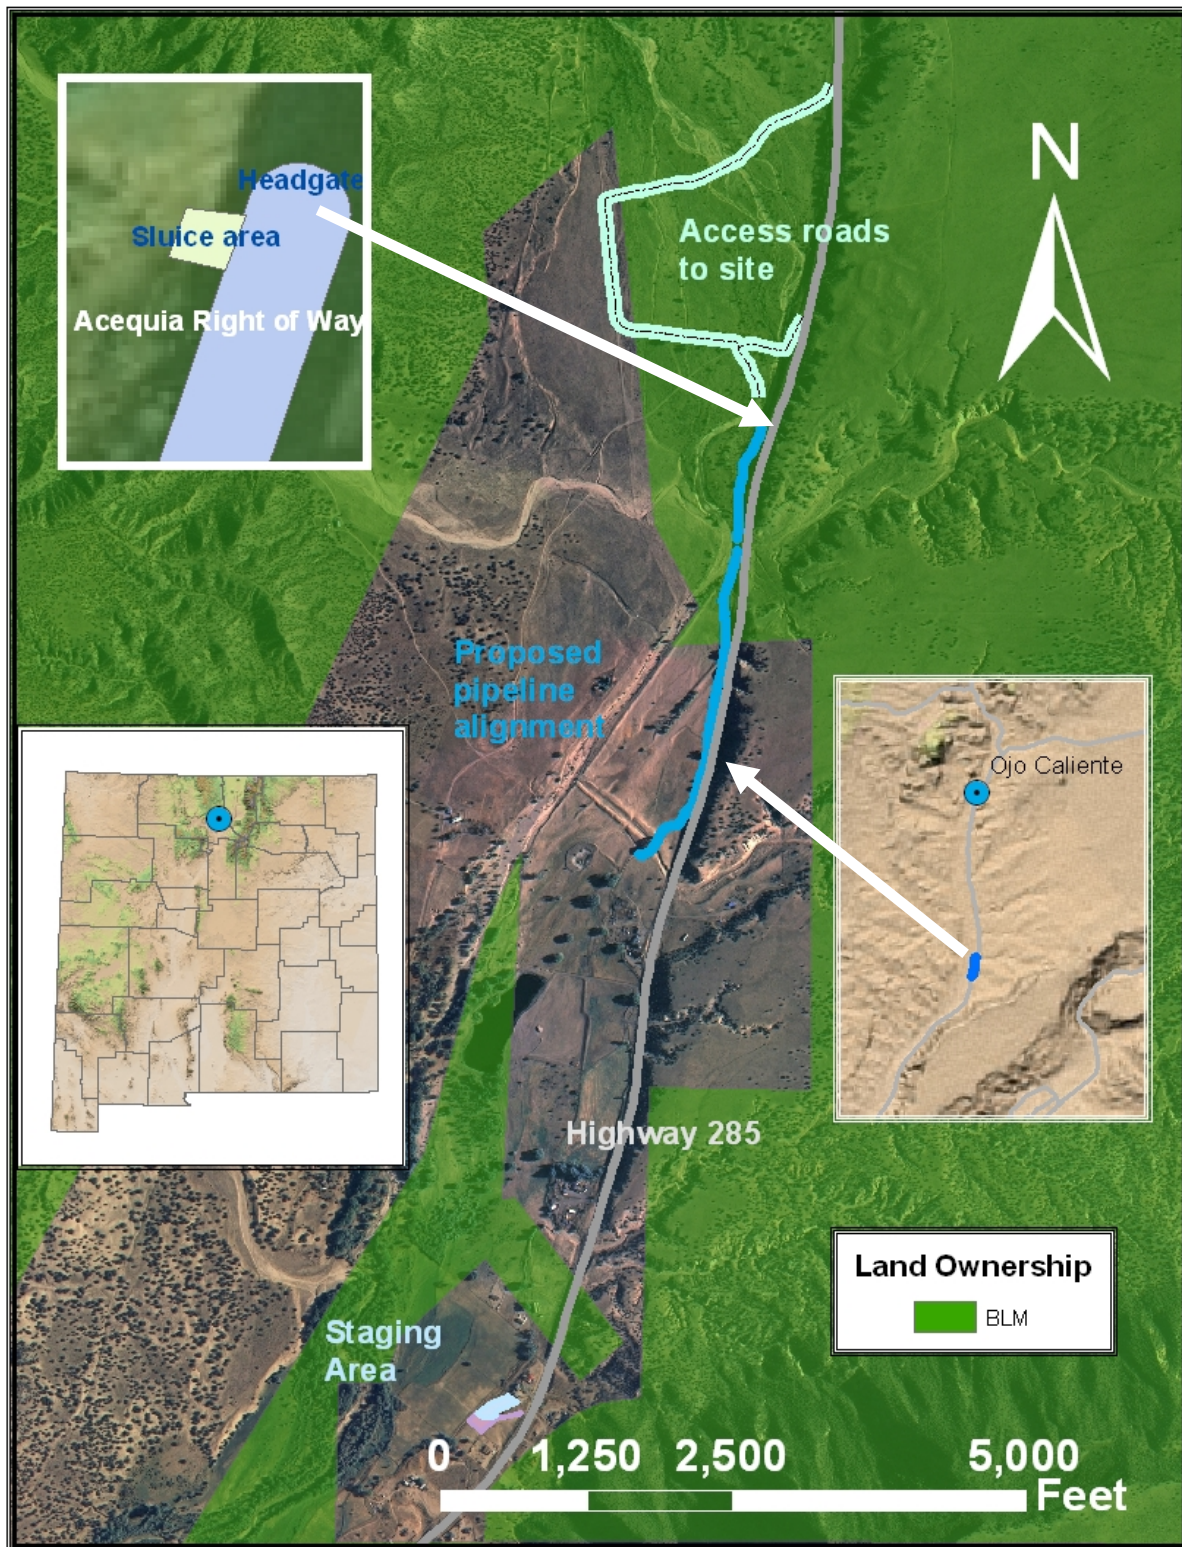 N
Headgate
Sluice area
Acequia Right of Way
Access roads
to site
Proposed
pipeline
alignment
Ojo Caliente
Highway 285
Land Ownership
BLM
Staging
Area
0 1,250 2,500 5,000
Feet